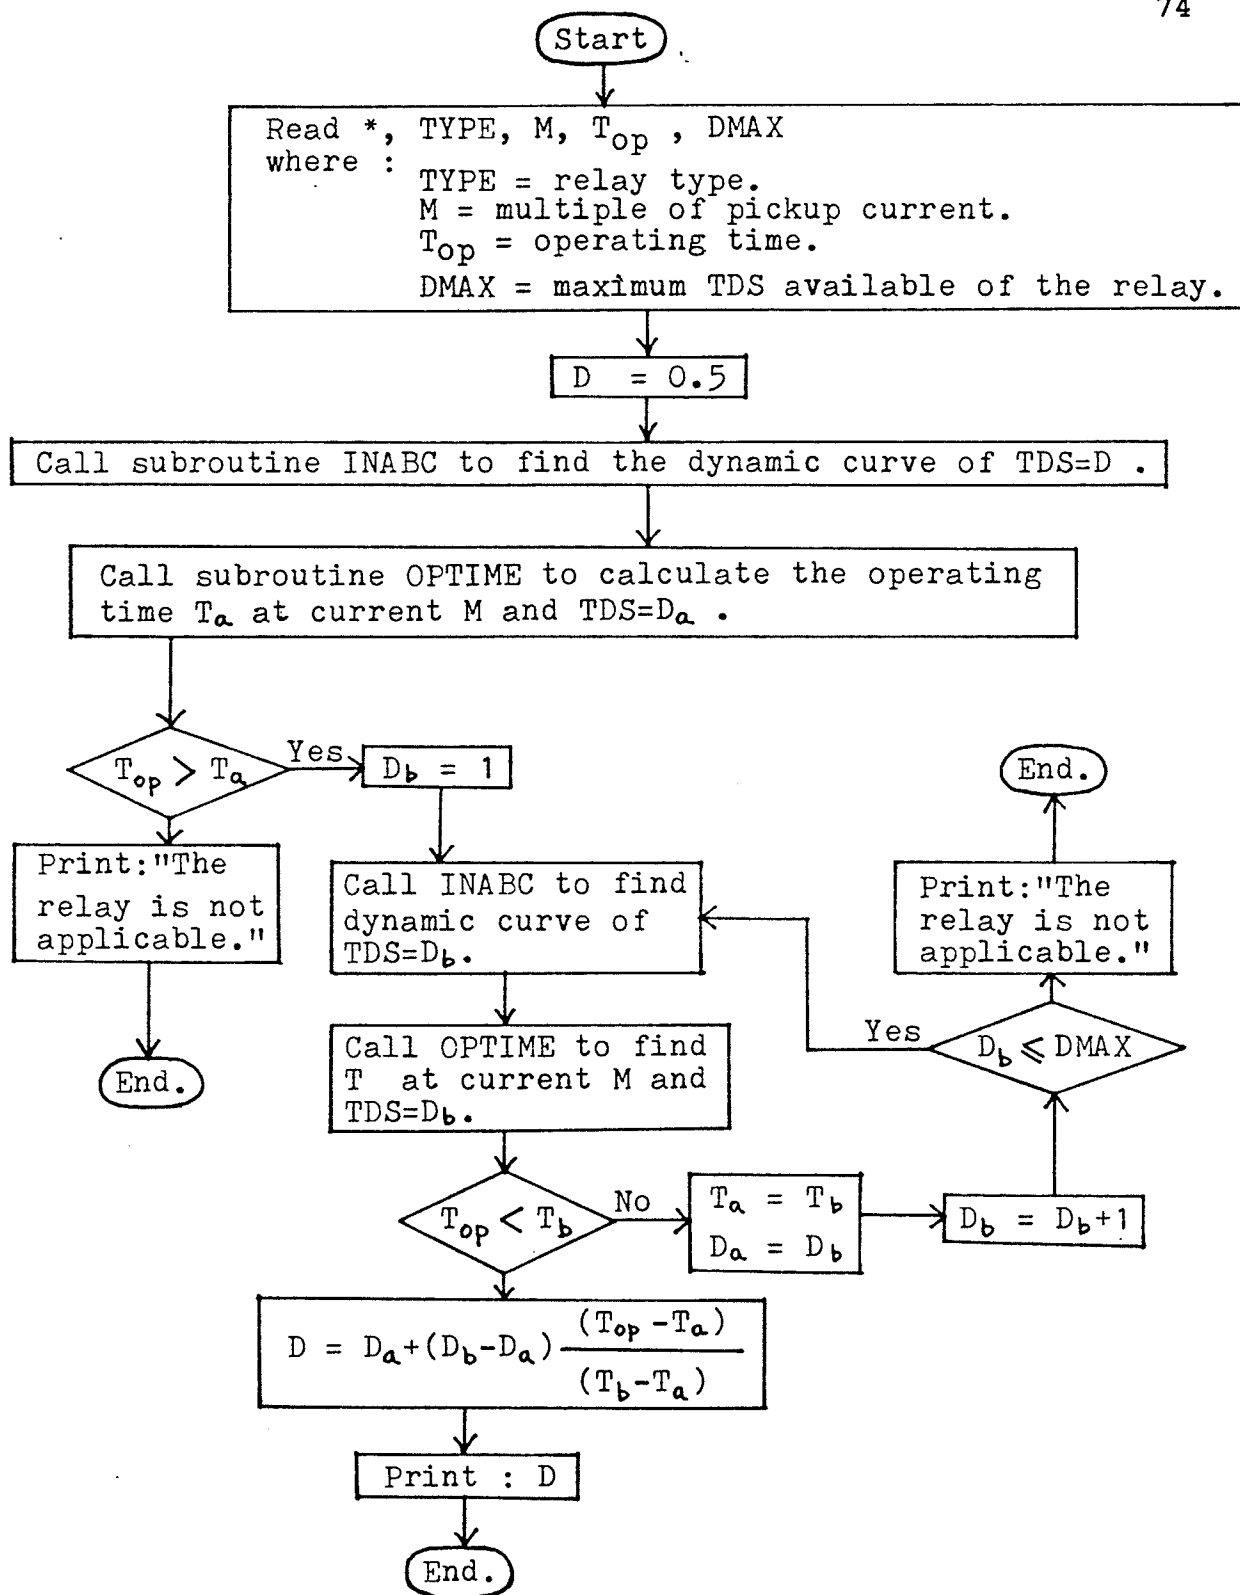 74
Start
Read *, TYPE, M, Top , DMAX
where :
TYPE = relay type.
M = multiple of pickup current.
Top = operating time.
DMAX = maximum TDS available of the relay.
D = 0.5
Call subroutine INABC to find the dynamic curve of TDS=D .
Call subroutine OPTIME to calculate the operating
time Ta at current M and TDS=Da .
Top > Ta
Yes
Db = 1
Print:"The
relay is not
applicable."
End.
Call INABC to find
dynamic curve of
TDS=Db.
Call OPTIME to find
T at current M and
TDS=Db.
Top < Tb
No
Ta = Tb
Da = Db
Db = Db+1
Db ≤ DMAX
Yes
Print:"The
relay is not
applicable."
End.
D = Da+(Db-Da) (Top -Ta)
(Tb-Ta)
Print : D
End.